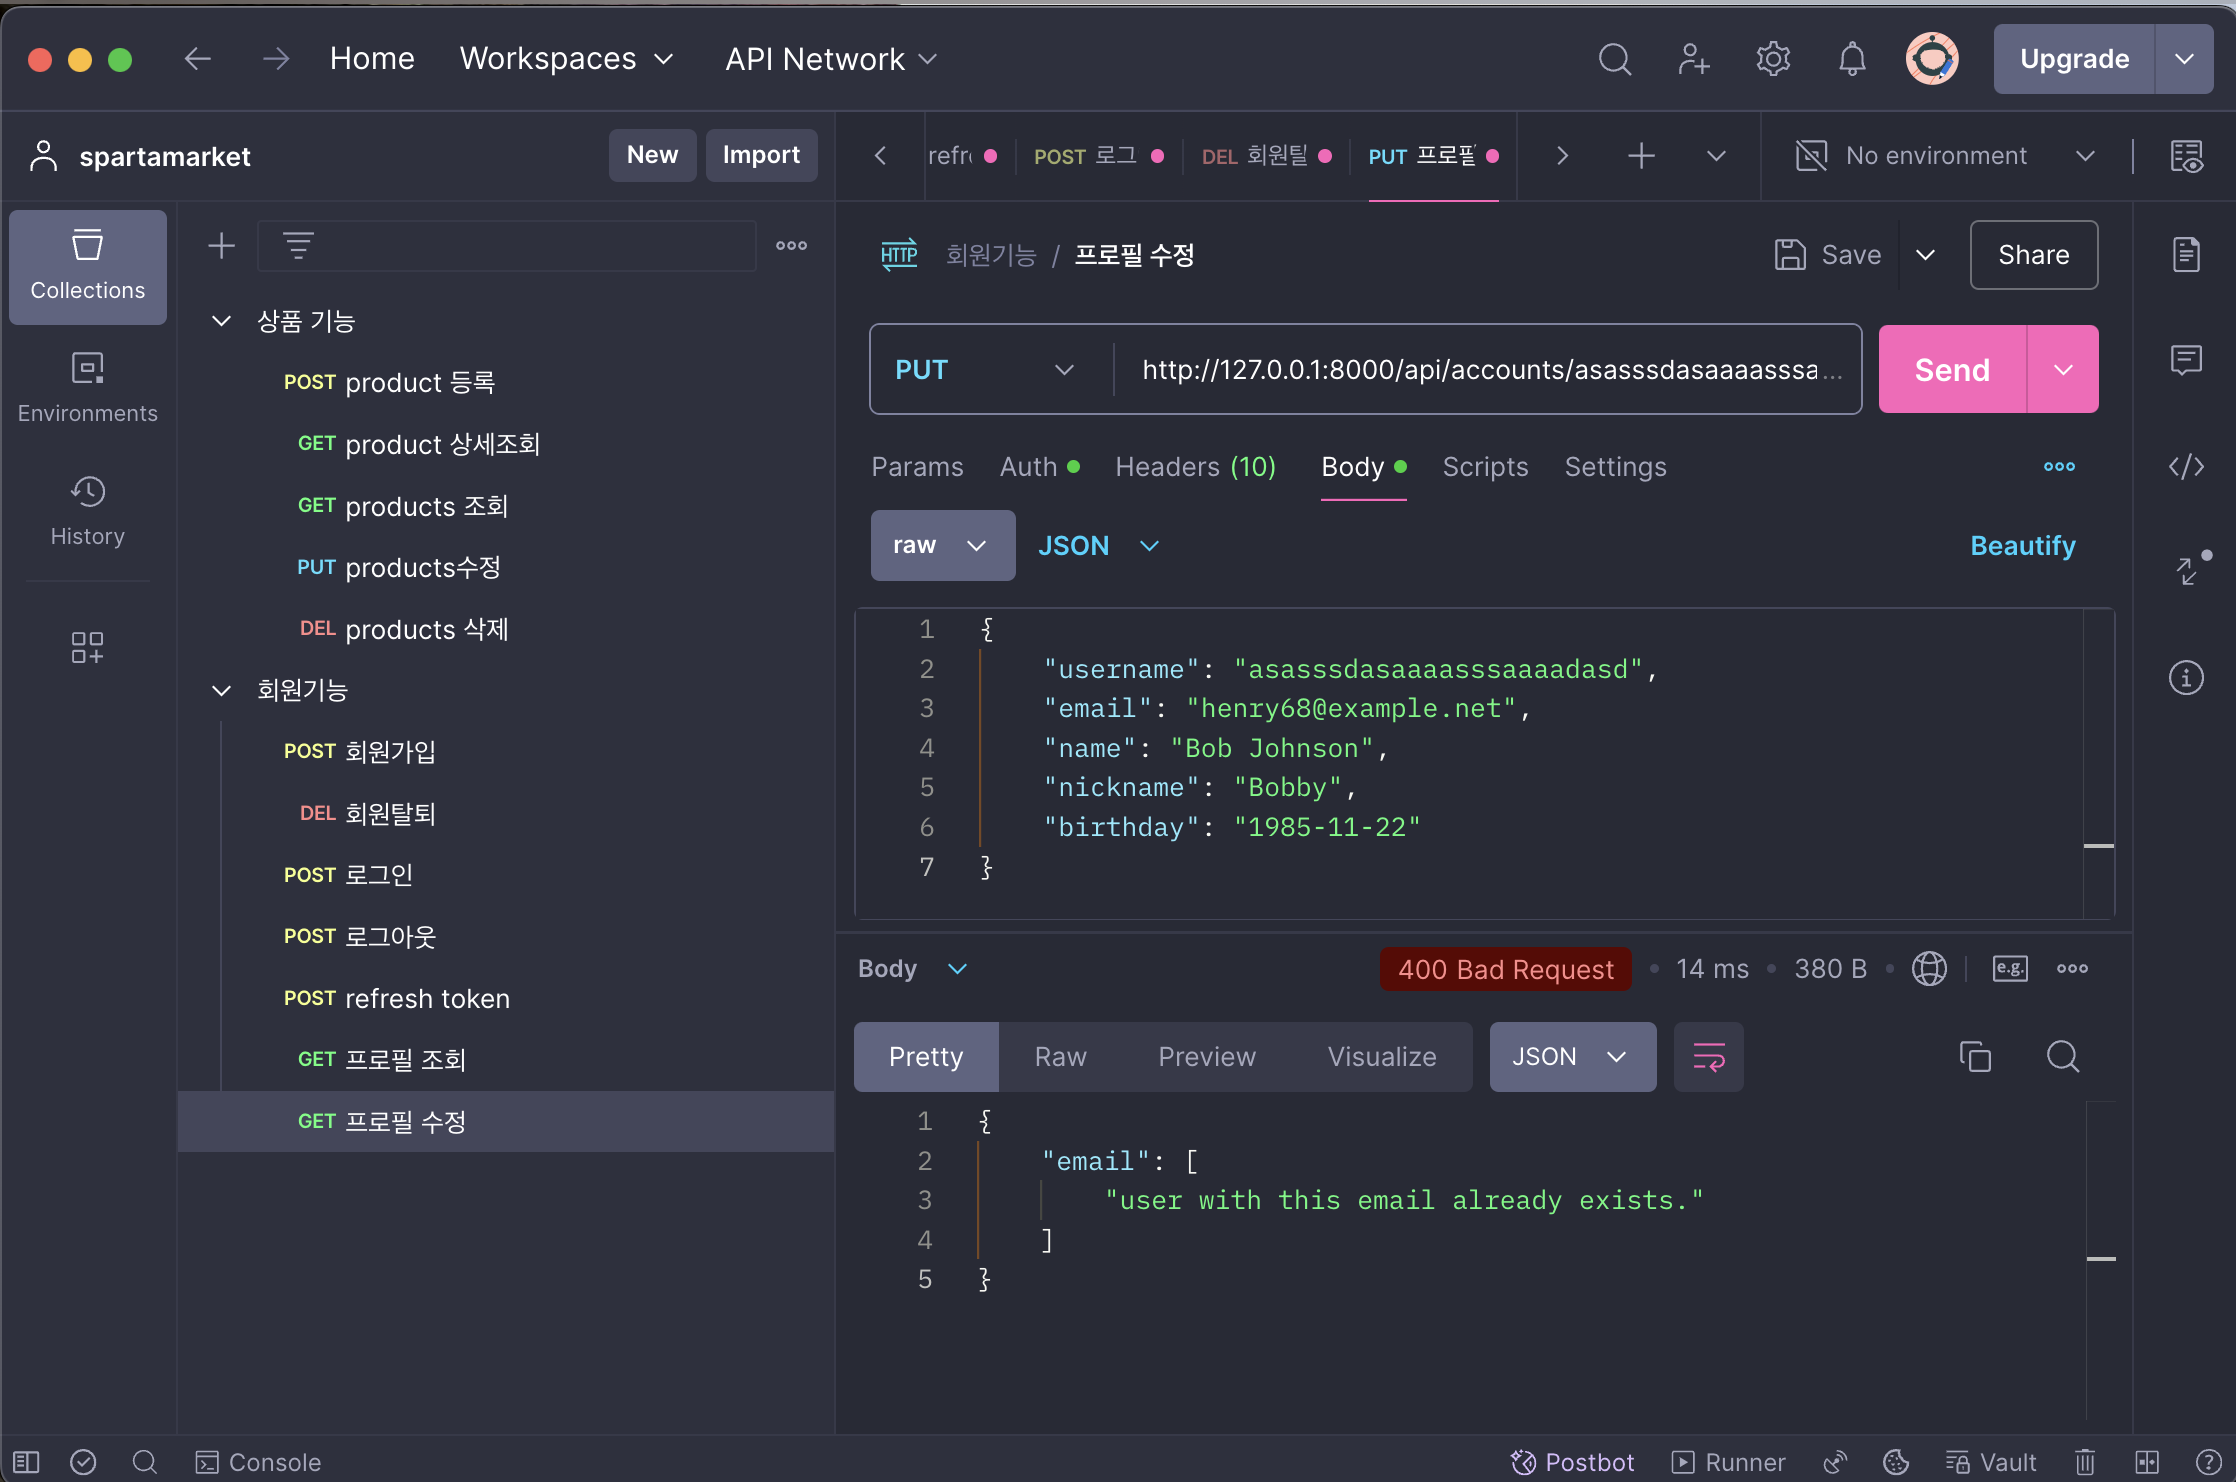 Home Workspaces API Network Upgrade
spartamarket New Import
refr POST 로그 DEL 회원탈 PUT 프로필 No environment
Collections
Environments
History
상품 기능
POST product 등록
GET product 상세조회
GET products 조회
PUT products수정
DEL products 삭제
회원기능
POST 회원가입
DEL 회원탈퇴
POST 로그인
POST 로그아웃
POST refresh token
GET 프로필 조회
GET 프로필 수정
HTTP 회원기능 / 프로필 수정 Save Share
PUT http://127.0.0.1:8000/api/accounts/asasssdasaaaasssa... Send
Params Auth Headers (10) Body Scripts Settings
raw JSON Beautify
1 {
2 "username": "asasssdasaaaasssaaaadasd",
3 "email": "henry68@example.net",
4 "name": "Bob Johnson",
5 "nickname": "Bobby",
6 "birthday": "1985-11-22"
7 }
Body 400 Bad Request 14 ms 380 B e.g.
Pretty Raw Preview Visualize JSON
1 {
2 "email": [
3 "user with this email already exists."
4 ]
5 }
Console Postbot Runner Vault